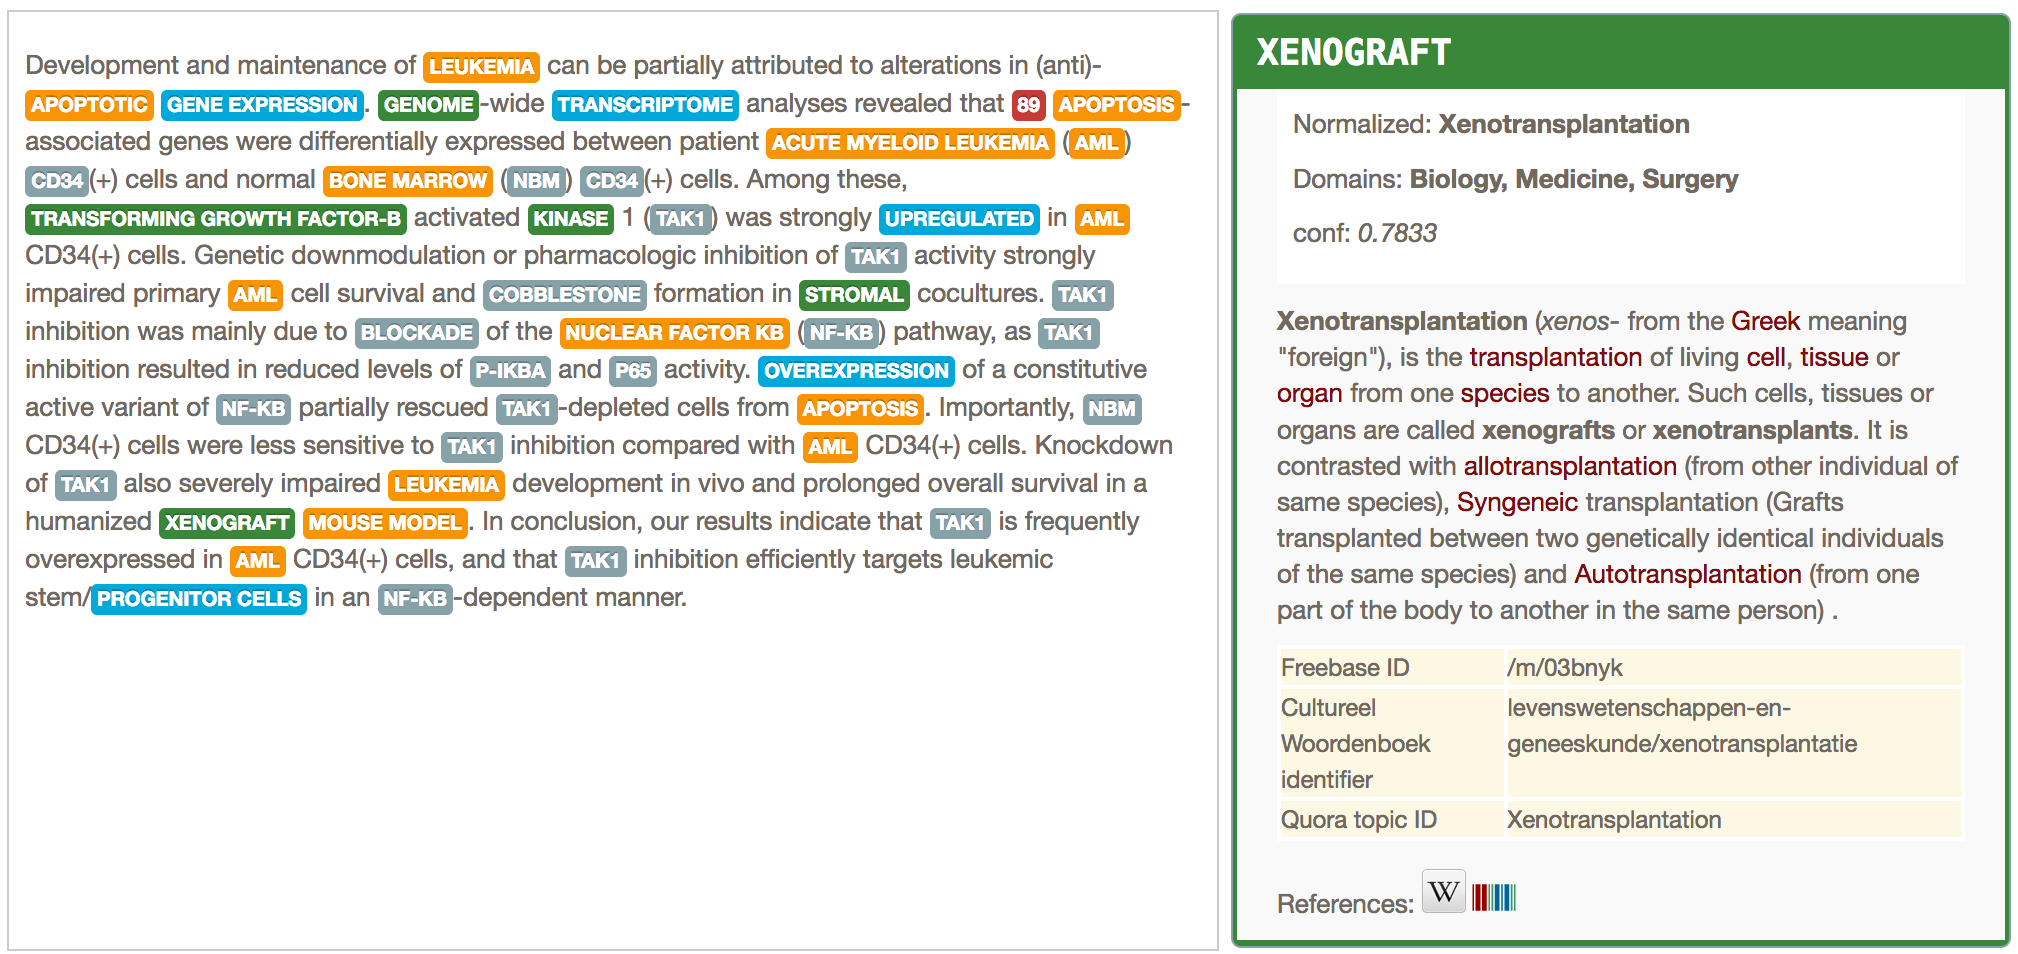 Development and maintenance of LEUKEMIA can be partially attributed to alterations in (anti)-
APOPTOTIC GENE EXPRESSION. GENOME-wide TRANSCRIPTOME analyses revealed that 89 APOPTOSIS-
associated genes were differentially expressed between patient ACUTE MYELOID LEUKEMIA (AML)
CD34(+) cells and normal BONE MARROW (NBM) CD34(+) cells. Among these,
TRANSFORMING GROWTH FACTOR-B activated KINASE 1 (TAK1) was strongly UPREGULATED in AML
CD34(+) cells. Genetic downmodulation or pharmacologic inhibition of TAK1 activity strongly
impaired primary AML cell survival and COBBLESTONE formation in STROMAL cocultures. TAK1
inhibition was mainly due to BLOCKADE of the NUCLEAR FACTOR KB (NF-KB) pathway, as TAK1
inhibition resulted in reduced levels of P-IKBA and P65 activity. OVEREXPRESSION of a constitutive
active variant of NF-KB partially rescued TAK1-depleted cells from APOPTOSIS. Importantly, NBM
CD34(+) cells were less sensitive to TAK1 inhibition compared with AML CD34(+) cells. Knockdown
of TAK1 also severely impaired LEUKEMIA development in vivo and prolonged overall survival in a
humanized XENOGRAFT MOUSE MODEL. In conclusion, our results indicate that TAK1 is frequently
overexpressed in AML CD34(+) cells, and that TAK1 inhibition efficiently targets leukemic
stem/PROGENITOR CELLS in an NF-KB-dependent manner.
XENOGRAFT
Normalized: Xenotransplantation
Domains: Biology, Medicine, Surgery
conf: 0.7833
Xenotransplantation (xenos- from the Greek meaning
"foreign"), is the transplantation of living cell, tissue or
organ from one species to another. Such cells, tissues or
organs are called xenografts or xenotransplants. It is
contrasted with allotransplantation (from other individual of
same species), Syngeneic transplantation (Grafts
transplanted between two genetically identical individuals
of the same species) and Autotransplantation (from one
part of the body to another in the same person) .
Freebase ID /m/03bnyk
Cultureel levenswetenschappen-en-
Woordenboek geneeskunde/xenotransplantatie
identifier
Quora topic ID Xenotransplantation
References: W